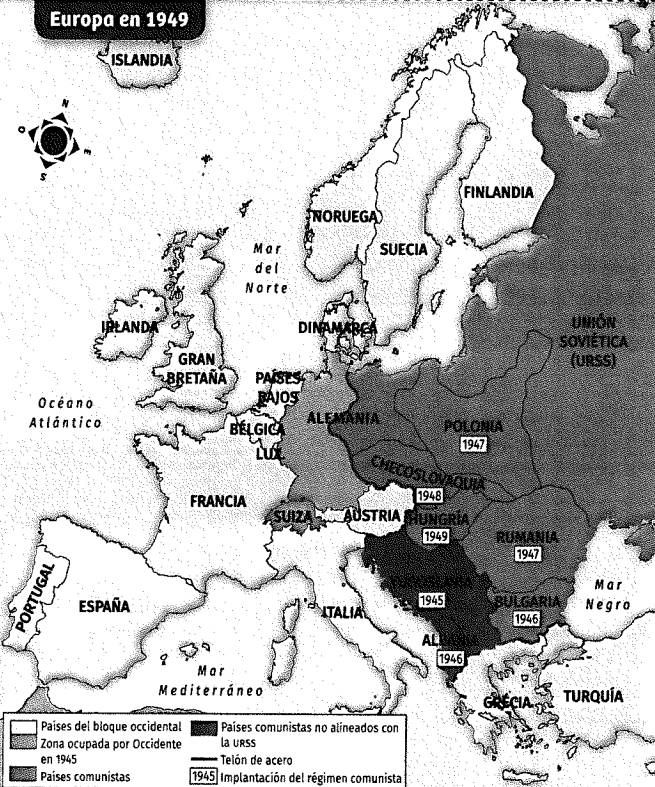 Europa en 1949
ISLANDIA
N
O
E
S
NORUEGA
SUECIA
FINLANDIA
Mar
del
Norte
IRLANDA
GRAN
BRETAÑA
DINAMARCA
UNIÓN
SOVIÉTICA
(URSS)
PAÍSES
BAJOS
Océano
Atlántico
ALEMANIA
POLONIA
1947
BÉLGICA
LUX.
CHECOSLOVAQUIA
1948
FRANCIA
SUIZA
AUSTRIA
HUNGRÍA
1949
RUMANIA
1947
YUGOSLAVIA
1945
BULGARIA
1946
Mar
Negro
PORTUGAL
ESPAÑA
ITALIA
ALBANIA
1946
Mar
Mediterráneo
GRECIA
TURQUÍA
Países del bloque occidental
Zona ocupada por Occidente
en 1945
Países comunistas
Países comunistas no alineados con
la URSS
Telón de acero
1945 Implantación del régimen comunista